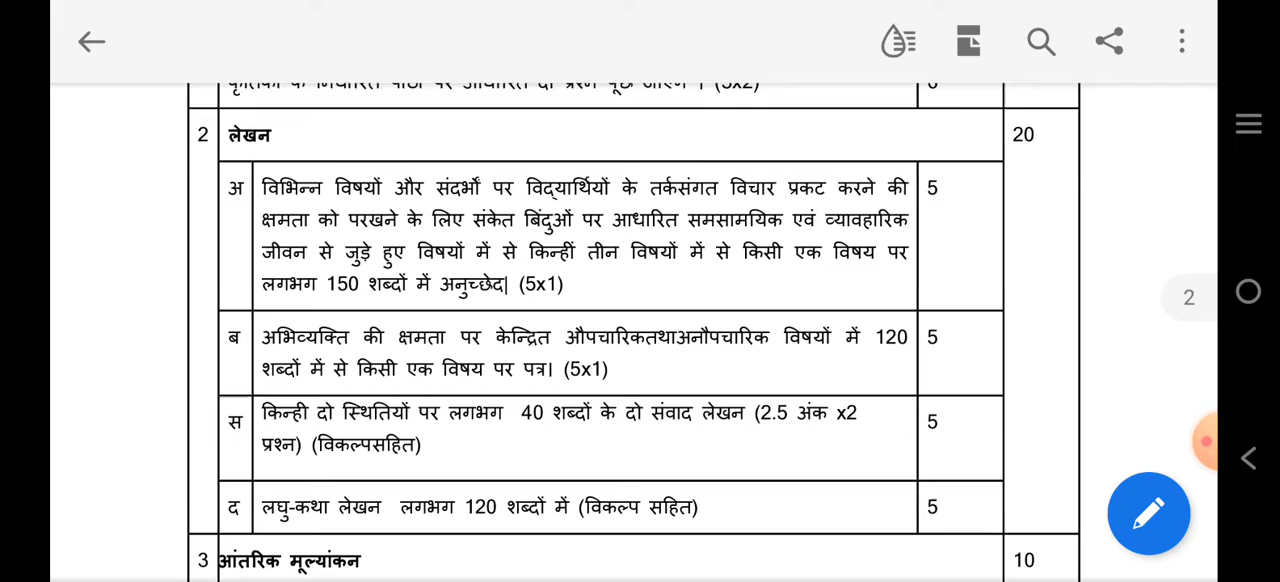 2 लेखन 20
अ विभिन्न विषयों और संदर्भों पर विद्यार्थियों के तर्कसंगत विचार प्रकट करने की 5
क्षमता को परखने के लिए संकेत बिंदुओं पर आधारित समसामयिक एवं व्यावहारिक
जीवन से जुड़े हुए विषयों में से किन्हीं तीन विषयों में से किसी एक विषय पर
लगभग 150 शब्दों में अनुच्छेद| (5x1)
2
ब अभिव्यक्ति की क्षमता पर केन्द्रित औपचारिकतथाअनौपचारिक विषयों में 120 5
शब्दों में से किसी एक विषय पर पत्र। (5x1)
स किन्ही दो स्थितियों पर लगभग 40 शब्दों के दो संवाद लेखन (2.5 अंक x2 5
प्रश्न) (विकल्पसहित)
द लघु-कथा लेखन लगभग 120 शब्दों में (विकल्प सहित) 5
3 आंतरिक मूल्यांकन 10